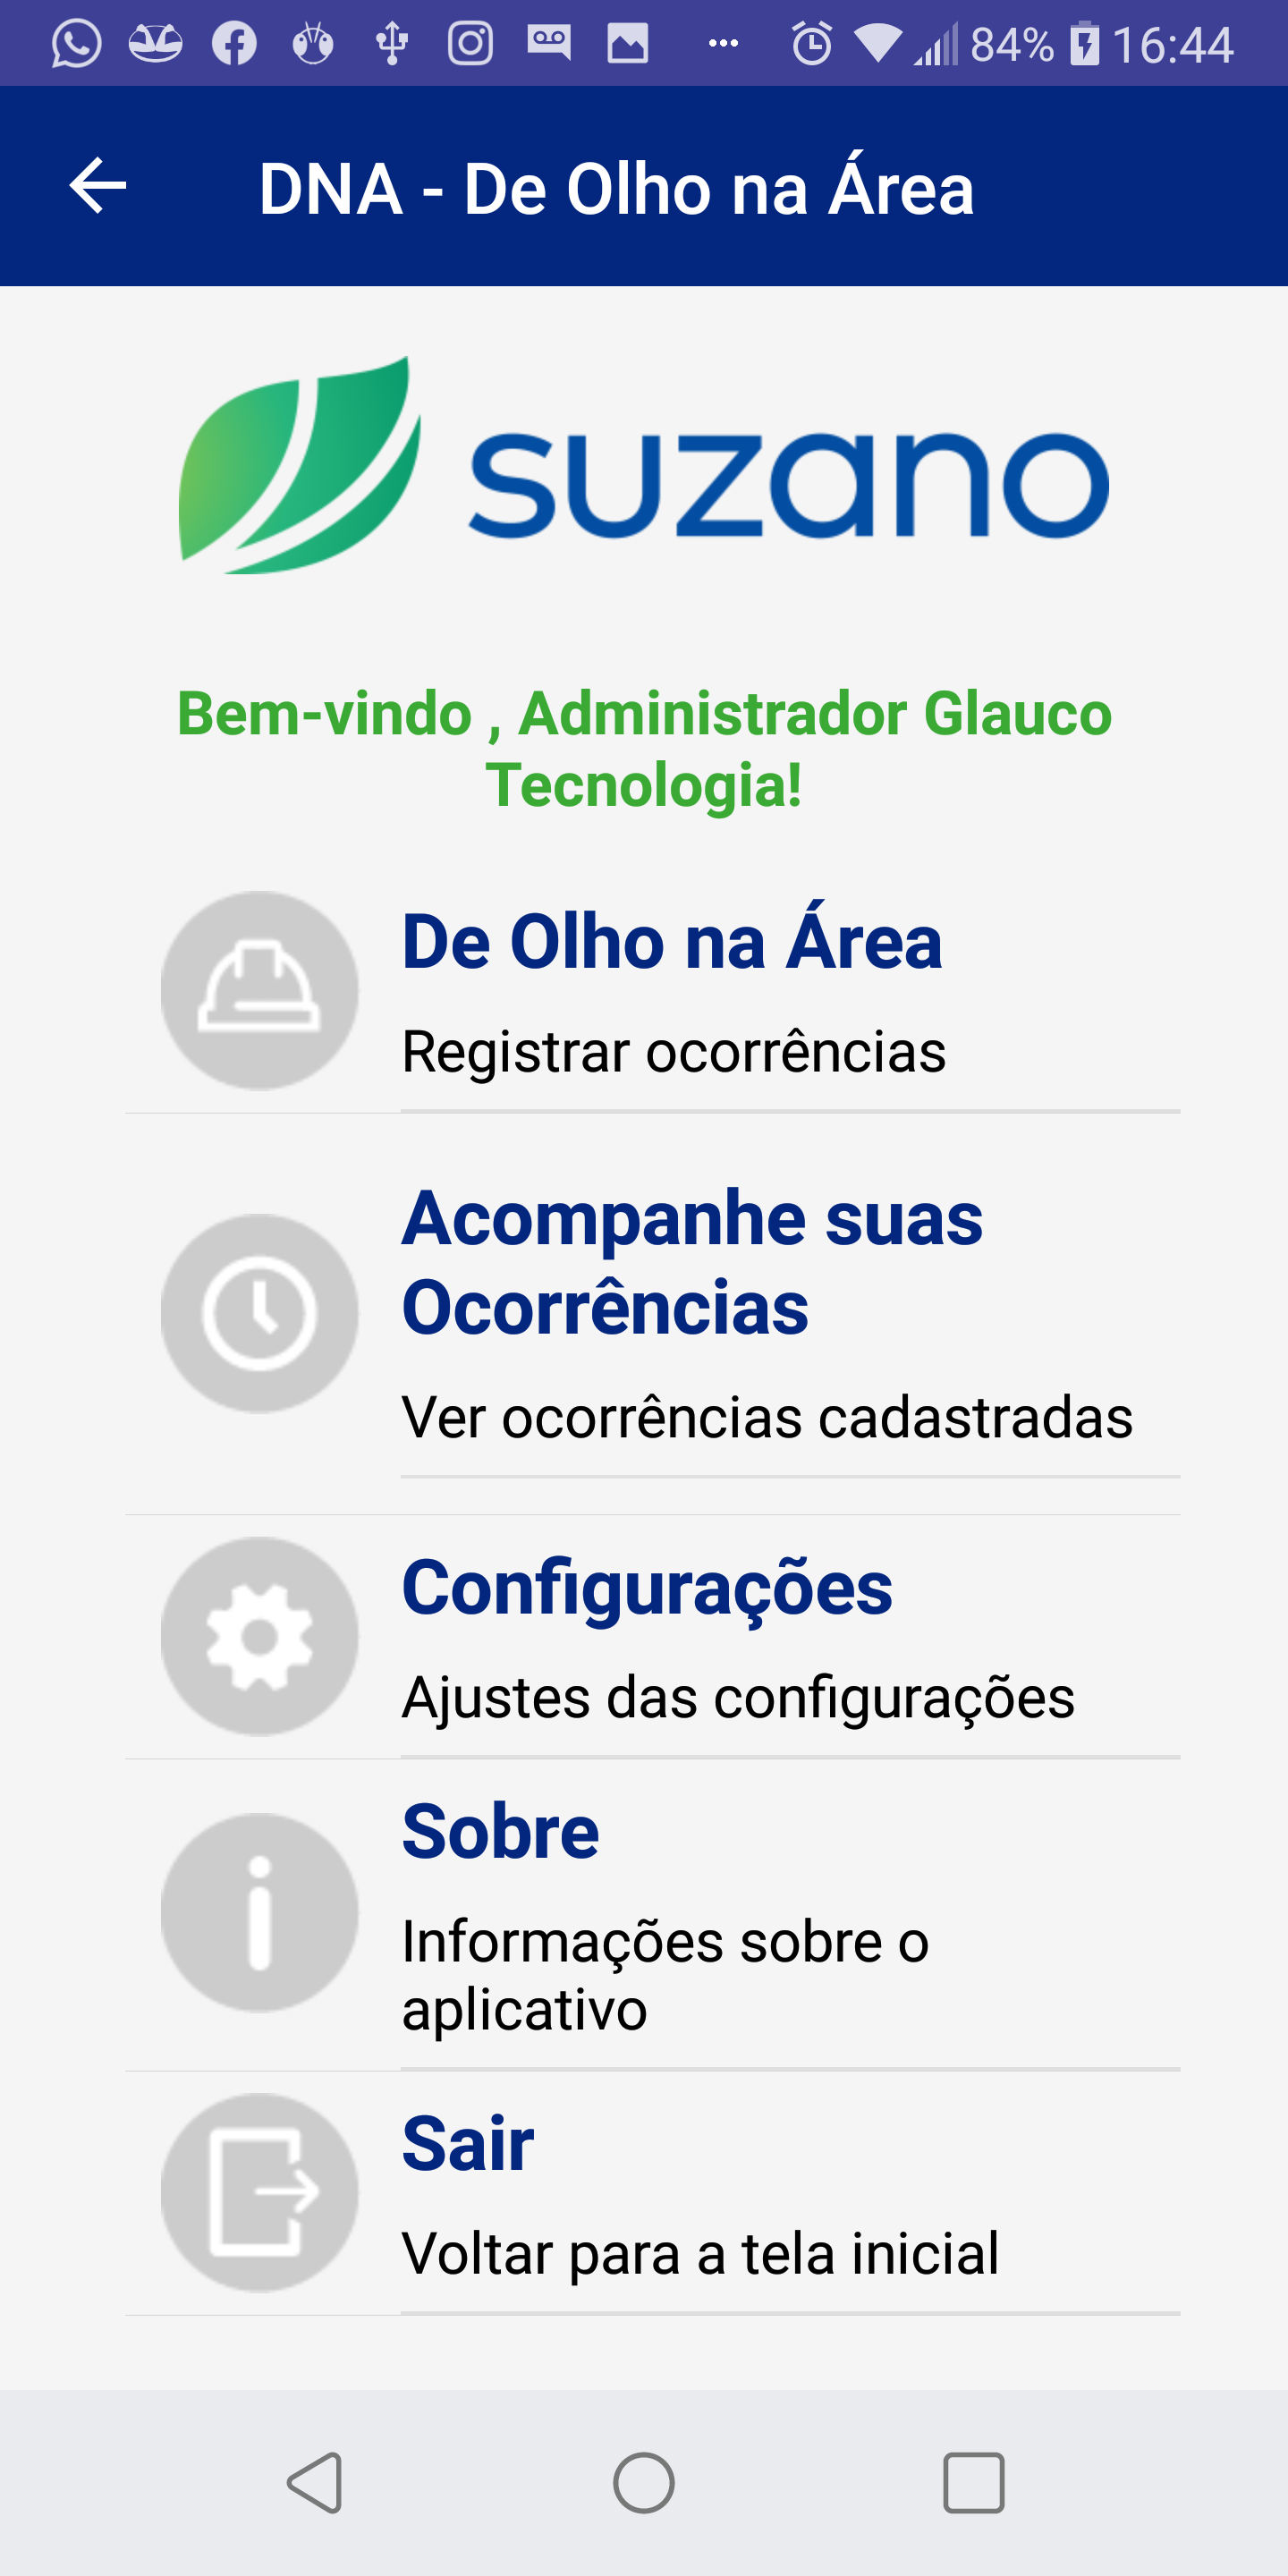 84% 16:44
DNA - De Olho na Área
suzano
Bem-vindo , Administrador Glauco
Tecnologia!
De Olho na Área
Registrar ocorrências
Acompanhe suas
Ocorrências
Ver ocorrências cadastradas
Configurações
Ajustes das configurações
Sobre
Informações sobre o
aplicativo
Sair
Voltar para a tela inicial